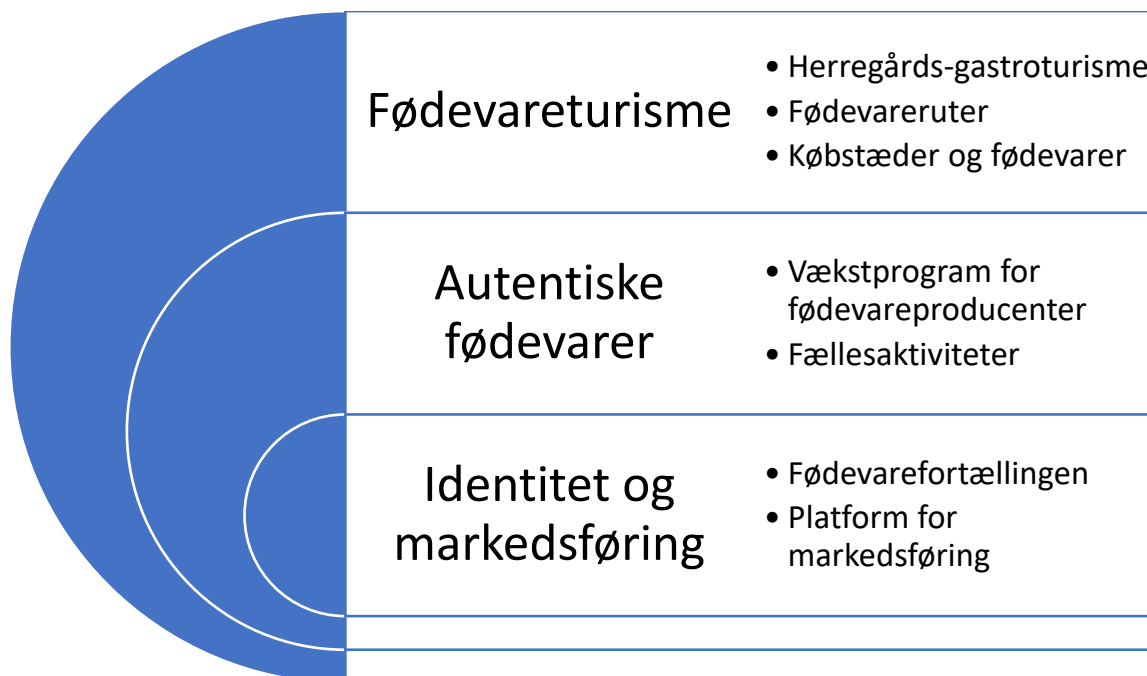 Fødevareturisme
• Herregårds-gastroturisme
• Fødevareruter
• Købstæder og fødevarer
Autentiske
fødevarer
• Vækstprogram for
fødevareproducenter
• Fællesaktiviteter
Identitet og
markedsføring
• Fødevarefortællingen
• Platform for
markedsføring